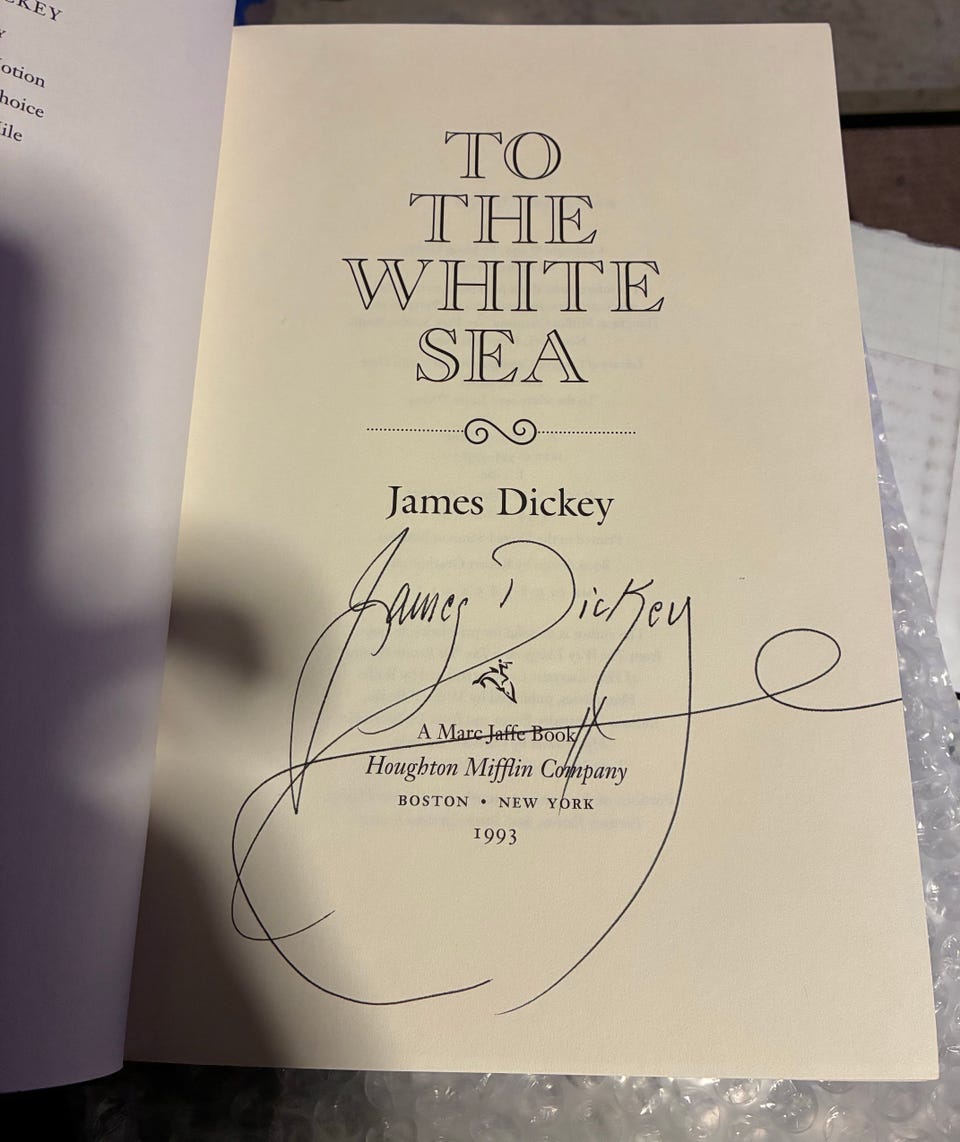 CKEY
otion
hoice
ile
TO
THE
WHITE
SEA
James Dickey
James Dickey
A Marc Jaffe Book
Houghton Mifflin Company
BOSTON • NEW YORK
1993